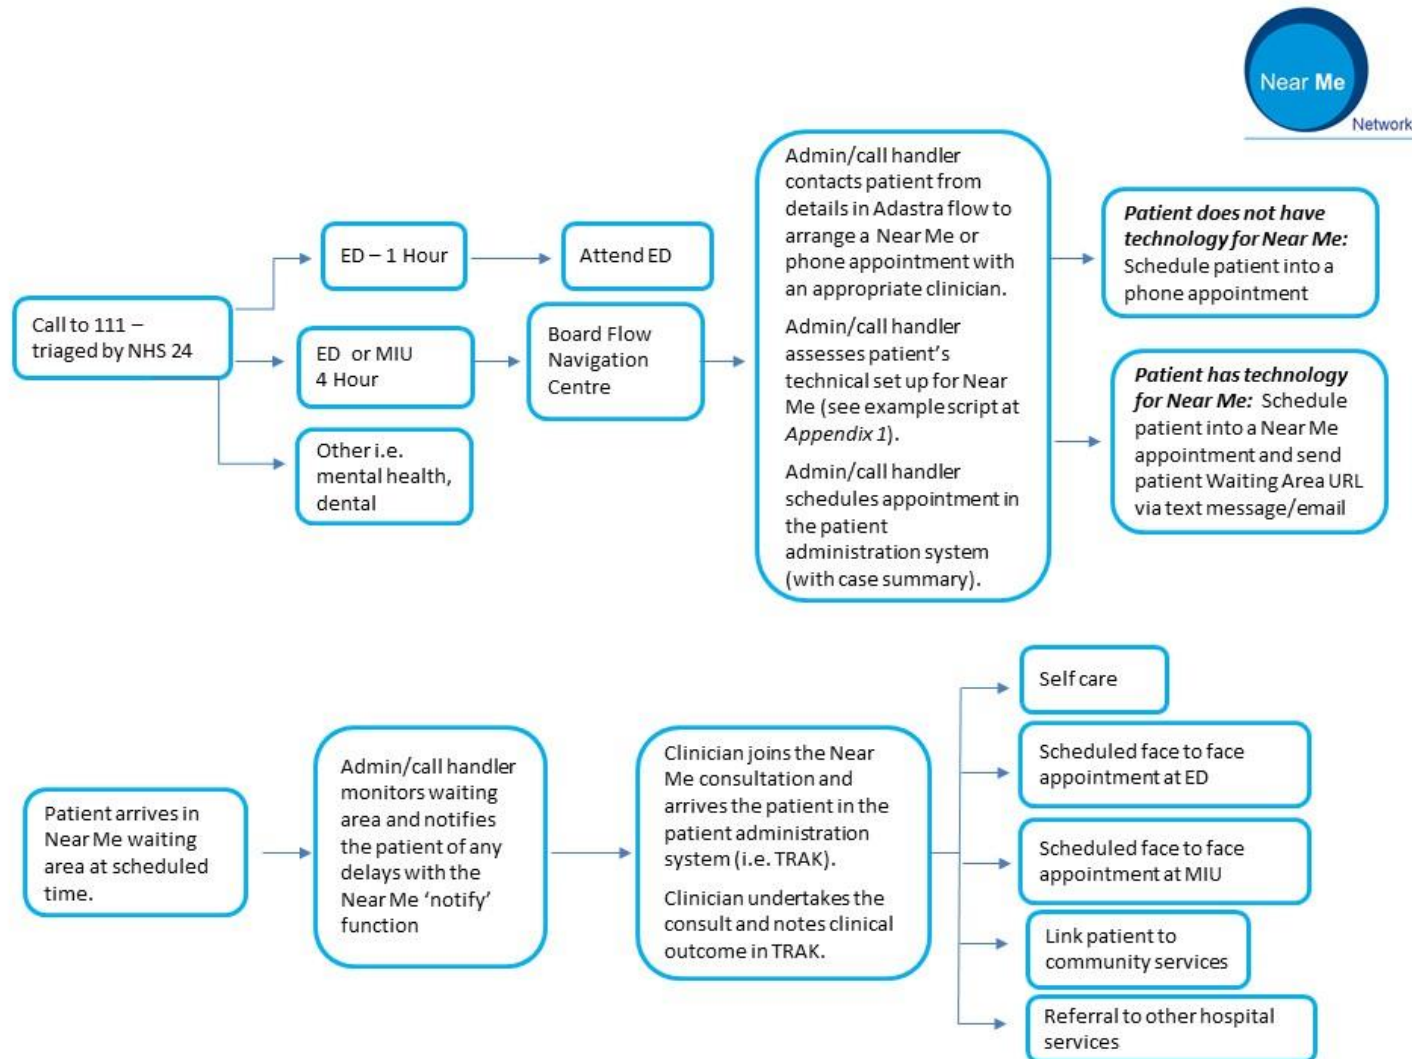 Near Me
Network
Call to 111 –
triaged by NHS 24
ED – 1 Hour
Attend ED
ED or MIU
4 Hour
Board Flow
Navigation
Centre
Other i.e.
mental health,
dental
Admin/call handler
contacts patient from
details in Adastra flow to
arrange a Near Me or
phone appointment with
an appropriate clinician.
Admin/call handler
assesses patient’s
technical set up for Near
Me (see example script at
Appendix 1).
Admin/call handler
schedules appointment in
the patient
administration system
(with case summary).
Patient does not have
technology for Near Me:
Schedule patient into a
phone appointment
Patient has technology
for Near Me: Schedule
patient into a Near Me
appointment and send
patient Waiting Area URL
via text message/email
Patient arrives in
Near Me waiting
area at scheduled
time.
Admin/call handler
monitors waiting
area and notifies
the patient of any
delays with the
Near Me ‘notify’
function
Clinician joins the Near
Me consultation and
arrives the patient in the
patient administration
system (i.e. TRAK).
Clinician undertakes the
consult and notes clinical
outcome in TRAK.
Self care
Scheduled face to face
appointment at ED
Scheduled face to face
appointment at MIU
Link patient to
community services
Referral to other hospital
services